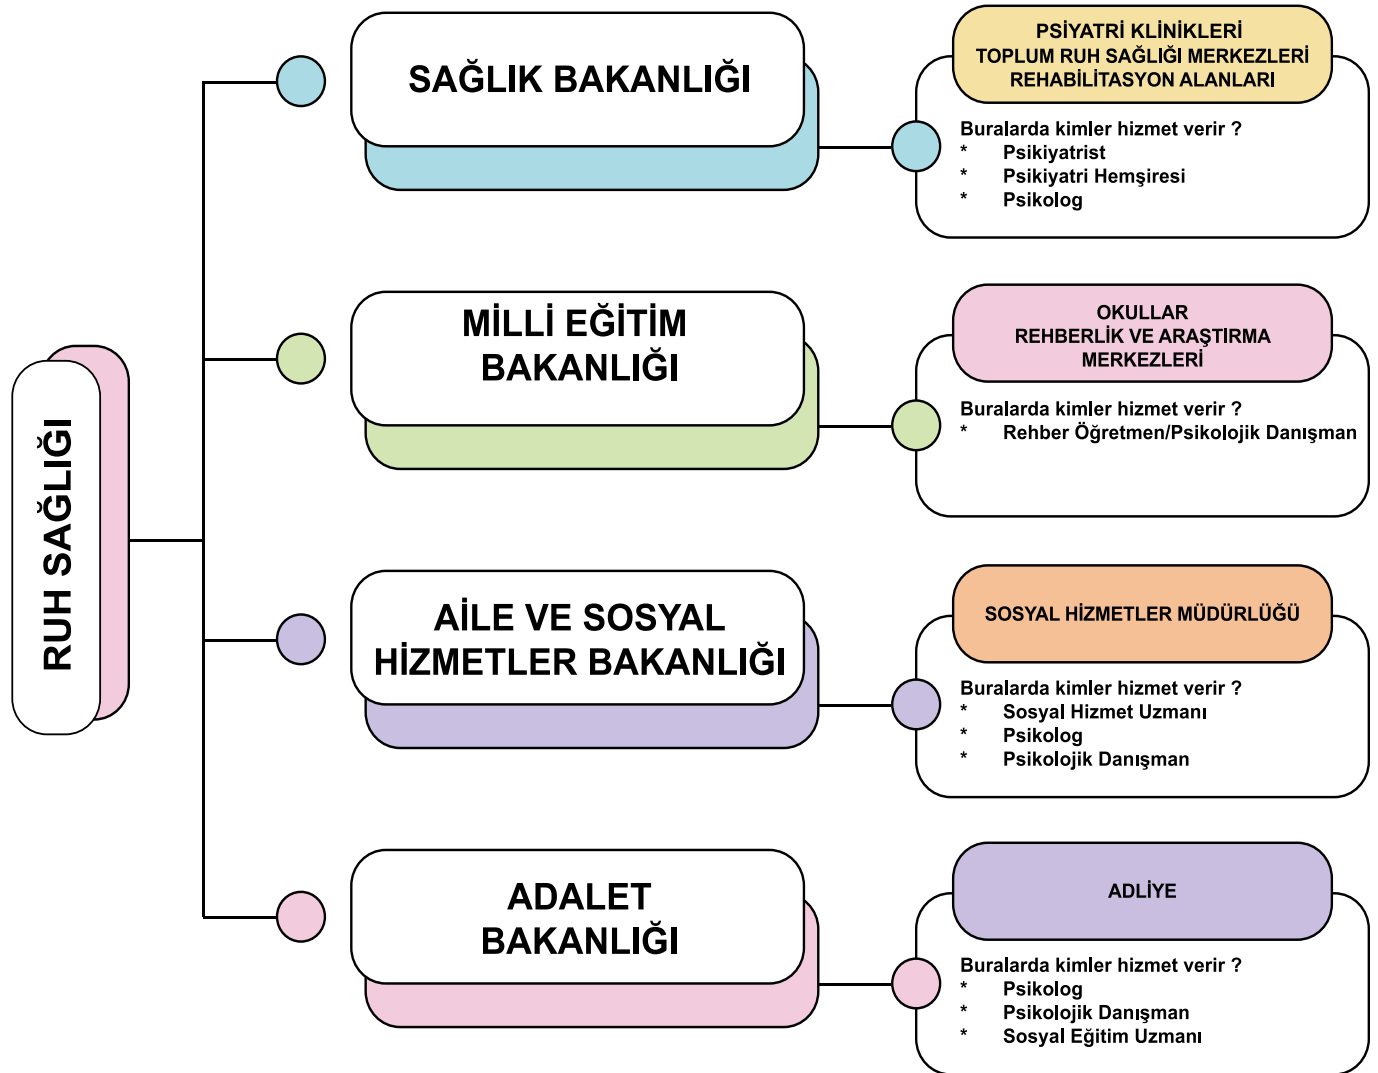 RUH SAĞLIĞI
SAĞLIK BAKANLIĞI
PSİYATRİ KLİNİKLERİ
TOPLUM RUH SAĞLIĞI MERKEZLERİ
REHABİLİTASYON ALANLARI
Buralarda kimler hizmet verir ?
* Psikiyatrist
* Psikiyatri Hemşiresi
* Psikolog
MİLLİ EĞİTİM
BAKANLIĞI
OKULLAR
REHBERLİK VE ARAŞTIRMA
MERKEZLERİ
Buralarda kimler hizmet verir ?
* Rehber Öğretmen/Psikolojik Danışman
AİLE VE SOSYAL
HİZMETLER BAKANLIĞI
SOSYAL HİZMETLER MÜDÜRLÜĞÜ
Buralarda kimler hizmet verir ?
* Sosyal Hizmet Uzmanı
* Psikolog
* Psikolojik Danışman
ADALET
BAKANLIĞI
ADLİYE
Buralarda kimler hizmet verir ?
* Psikolog
* Psikolojik Danışman
* Sosyal Eğitim Uzmanı